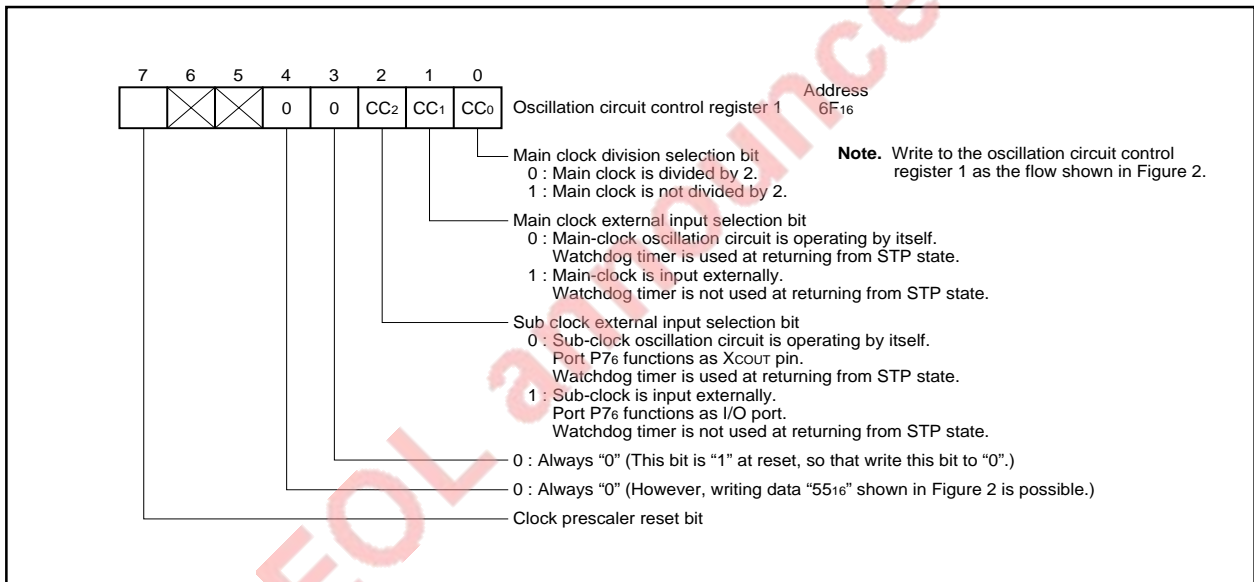 7 6 5 4 3 2 1 0
0 0 CC2 CC1 CC0 Oscillation circuit control register 1
Address
6F16
Main clock division selection bit
0 : Main clock is divided by 2.
1 : Main clock is not divided by 2.
Note. Write to the oscillation circuit control
register 1 as the flow shown in Figure 2.
Main clock external input selection bit
0 : Main-clock oscillation circuit is operating by itself.
Watchdog timer is used at returning from STP state.
1 : Main-clock is input externally.
Watchdog timer is not used at returning from STP state.
Sub clock external input selection bit
0 : Sub-clock oscillation circuit is operating by itself.
Port P76 functions as XCOUT pin.
Watchdog timer is used at returning from STP state.
1 : Sub-clock is input externally.
Port P76 functions as I/O port.
Watchdog timer is not used at returning from STP state.
0 : Always “0” (This bit is “1” at reset, so that write this bit to “0”.)
0 : Always “0” (However, writing data “5516” shown in Figure 2 is possible.)
Clock prescaler reset bit
EOL announce